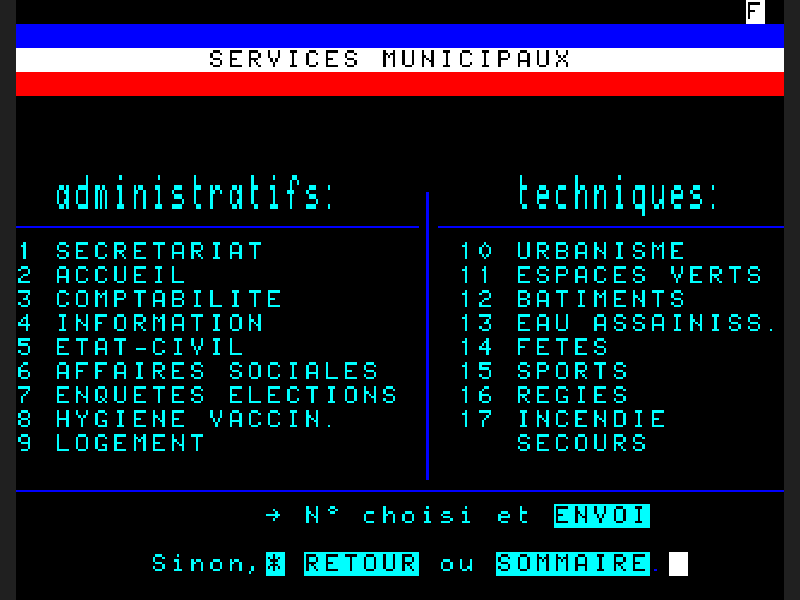 F
SERVICES MUNICIPAUX
administratifs:
1 SECRETARIAT
2 ACCUEIL
3 COMPTABILITE
4 INFORMATION
5 ETAT-CIVIL
6 AFFAIRES SOCIALES
7 ENQUETES ELECTIONS
8 HYGIENE VACCIN.
9 LOGEMENT
techniques:
10 URBANISME
11 ESPACES VERTS
12 BATIMENTS
13 EAU ASSAINISS.
14 FETES
15 SPORTS
16 REGIES
17 INCENDIE
SECOURS
→ N° choisi et ENVOI
Sinon,* RETOUR ou SOMMAIRE.